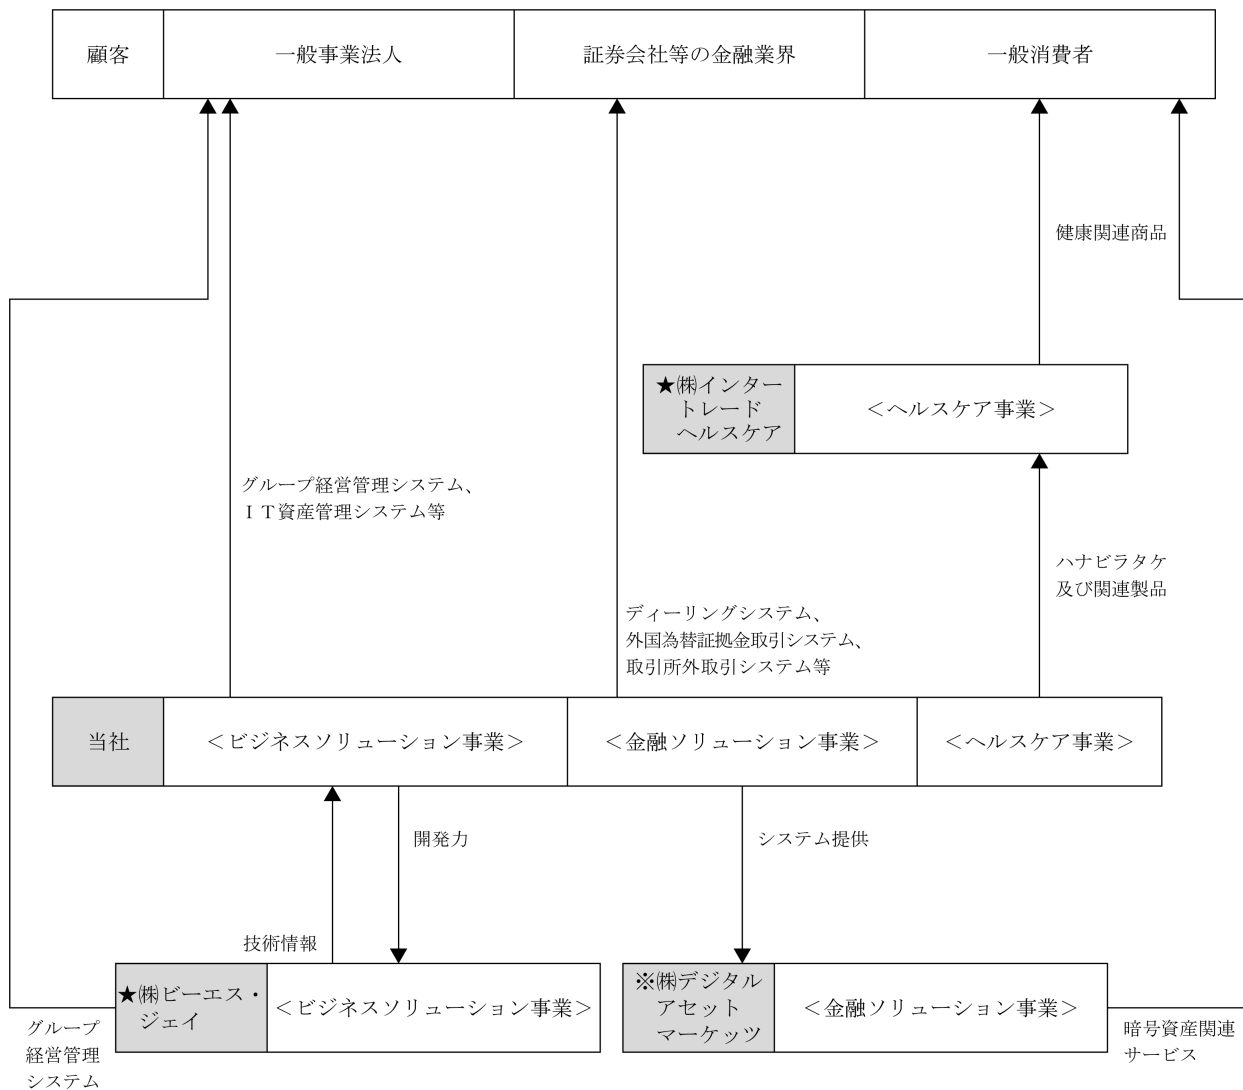 顧客
一般事業法人
証券会社等の金融業界
一般消費者
健康関連商品
★㈱インター
トレード
ヘルスケア
＜ヘルスケア事業＞
グループ経営管理システム、
ＩＴ資産管理システム等
ハナビラタケ
及び関連製品
ディーリングシステム、
外国為替証拠金取引システム、
取引所外取引システム等
当社
＜ビジネスソリューション事業＞
＜金融ソリューション事業＞
＜ヘルスケア事業＞
開発力
システム提供
技術情報
★㈱ビーエス・
ジェイ
＜ビジネスソリューション事業＞
※㈱デジタル
アセット
マーケッツ
＜金融ソリューション事業＞
グループ
経営管理
システム
暗号資産関連
サービス